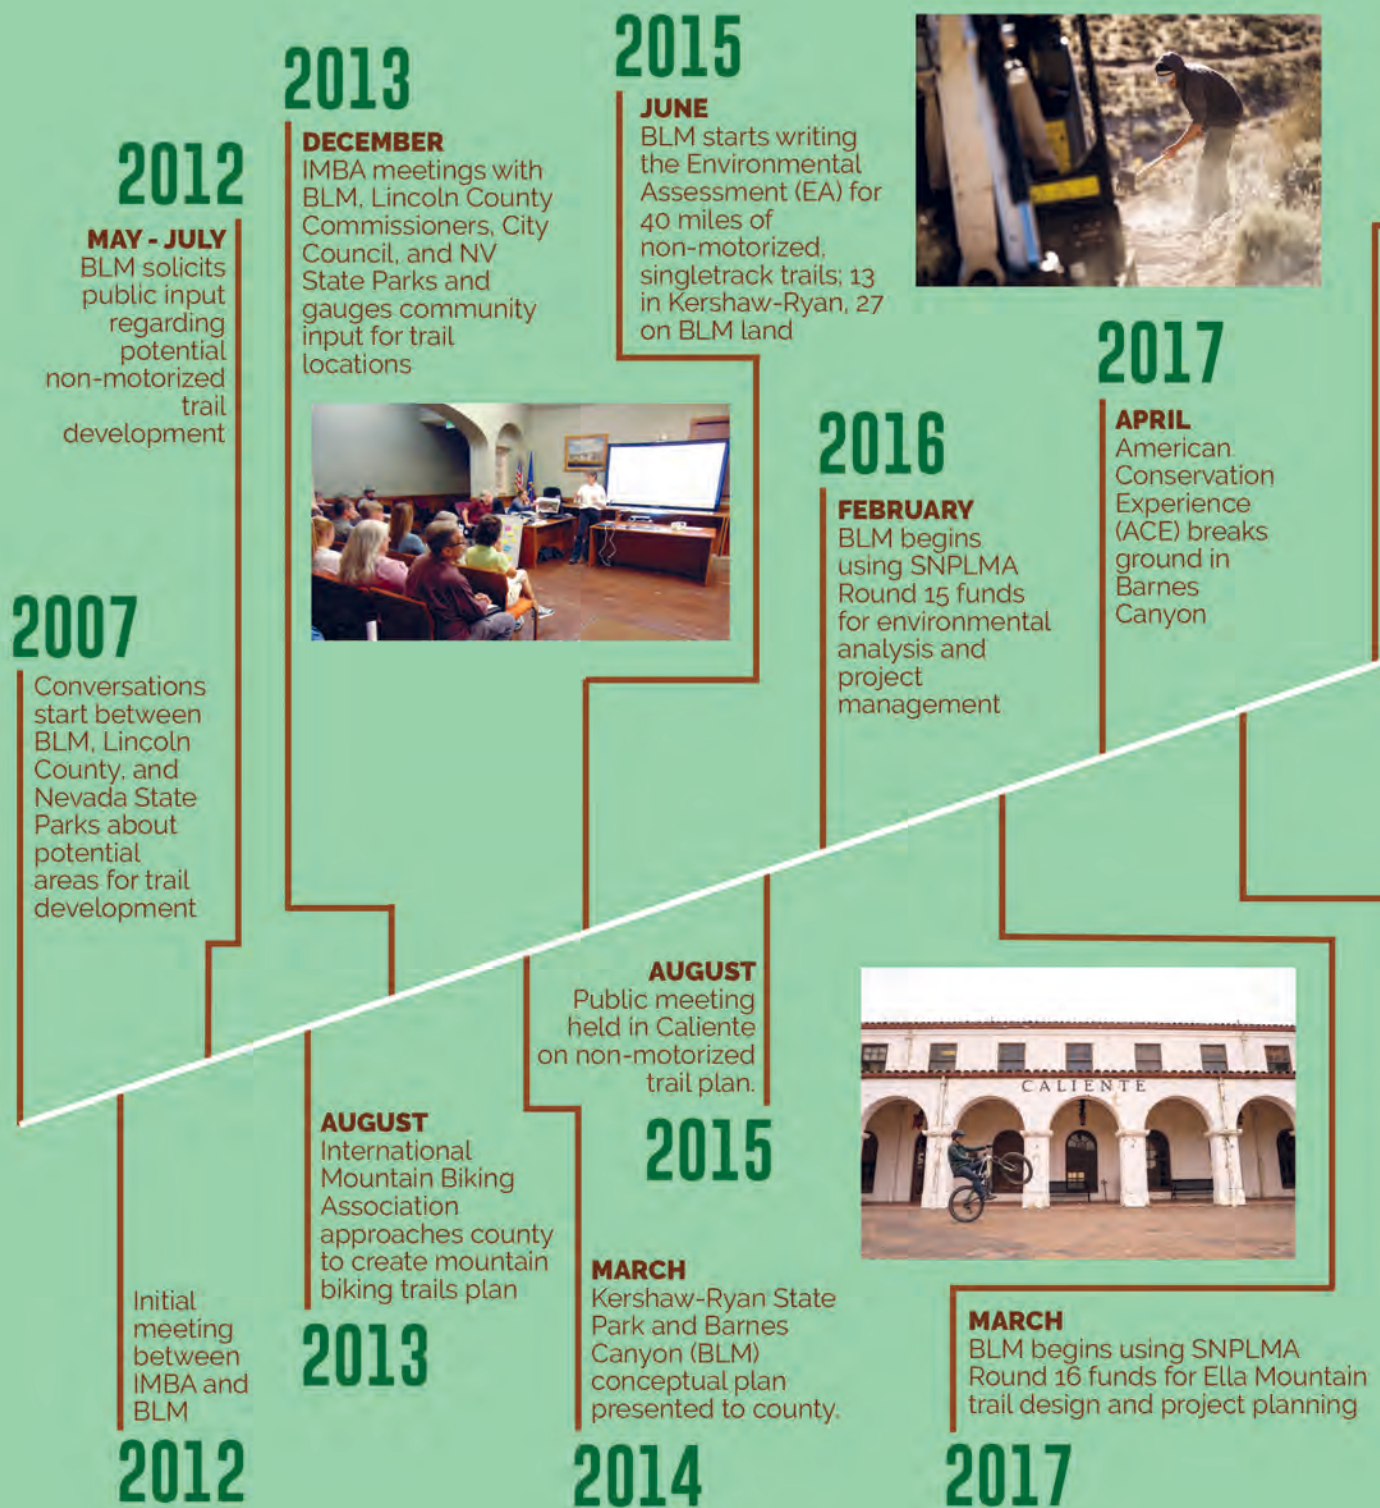 2007
Conversations
start between
BLM, Lincoln
County, and
Nevada State
Parks about
potential
areas for trail
development
Initial
meeting
between
IMBA and
BLM
2012
2012
MAY - JULY
BLM solicits
public input
regarding
potential
non-motorized
trail
development
AUGUST
International
Mountain Biking
Association
approaches county
to create mountain
biking trails plan
2013
2013
DECEMBER
IMBA meetings with
BLM, Lincoln County
Commissioners, City
Council, and NV
State Parks and
gauges community
input for trail
locations
MARCH
Kershaw-Ryan State
Park and Barnes
Canyon (BLM)
conceptual plan
presented to county.
2014
2015
JUNE
BLM starts writing
the Environmental
Assessment (EA) for
40 miles of
non-motorized,
singletrack trails; 13
in Kershaw-Ryan, 27
on BLM land
AUGUST
Public meeting
held in Caliente
on non-motorized
trail plan.
2015
2016
FEBRUARY
BLM begins
using SNPLMA
Round 15 funds
for environmental
analysis and
project
management
CALIENTE
MARCH
BLM begins using SNPLMA
Round 16 funds for Ella Mountain
trail design and project planning
2017
2017
APRIL
American
Conservation
Experience
(ACE) breaks
ground in
Barnes
Canyon